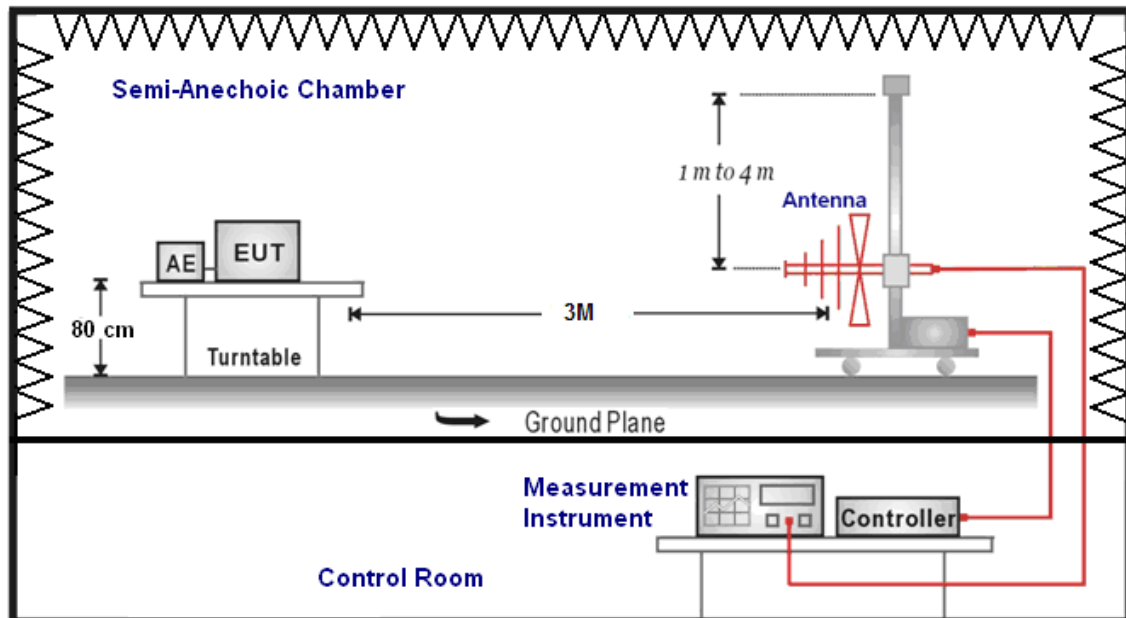 Semi-Anechoic Chamber
1 m to 4 m
Antenna
AE
EUT
80 cm
3M
Turntable
Ground Plane
Measurement
Instrument
Controller
Control Room